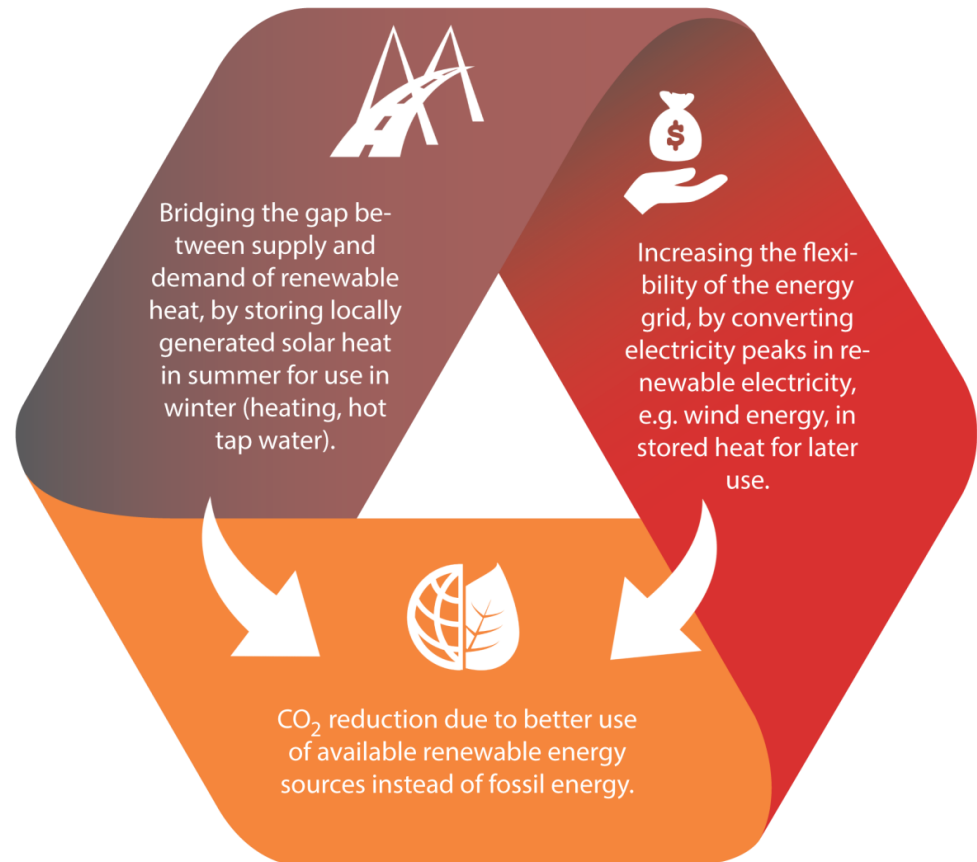 Bridging the gap be-
tween supply and
demand of renewable
heat, by storing locally
generated solar heat
in summer for use in
winter (heating, hot
tap water).
$
Increasing the flexi-
bility of the energy
grid, by converting
electricity peaks in re-
newable electricity,
e.g. wind energy, in
stored heat for later
use.
CO₂ reduction due to better use
of available renewable energy
sources instead of fossil energy.